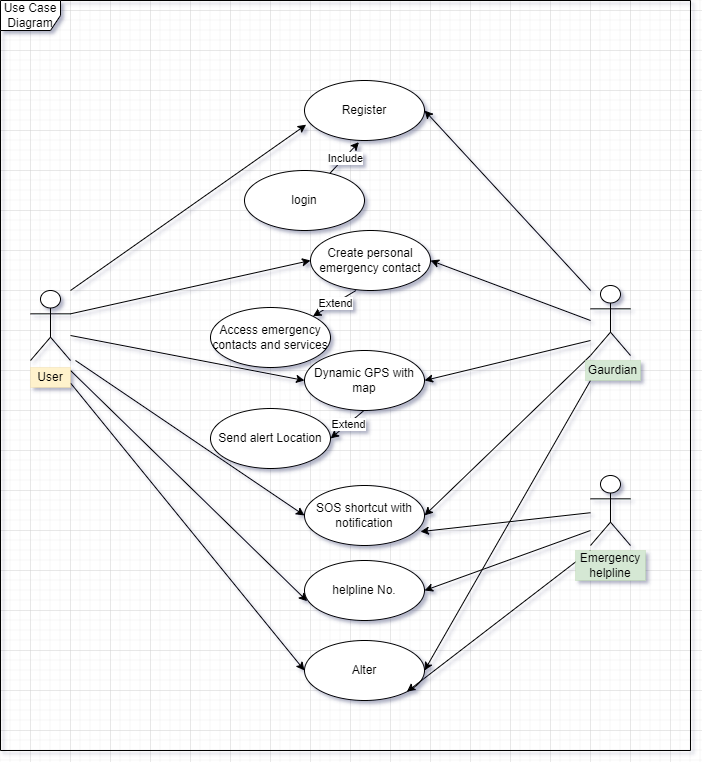 Use Case
Diagram
Register
Include
login
Create personal
emergency contact
Extend
Access emergency
contacts and services
User
Dynamic GPS with
map
Gaurdian
Extend
Send alert Location
SOS shortcut with
notification
Emergency
helpline
helpline No.
Alter